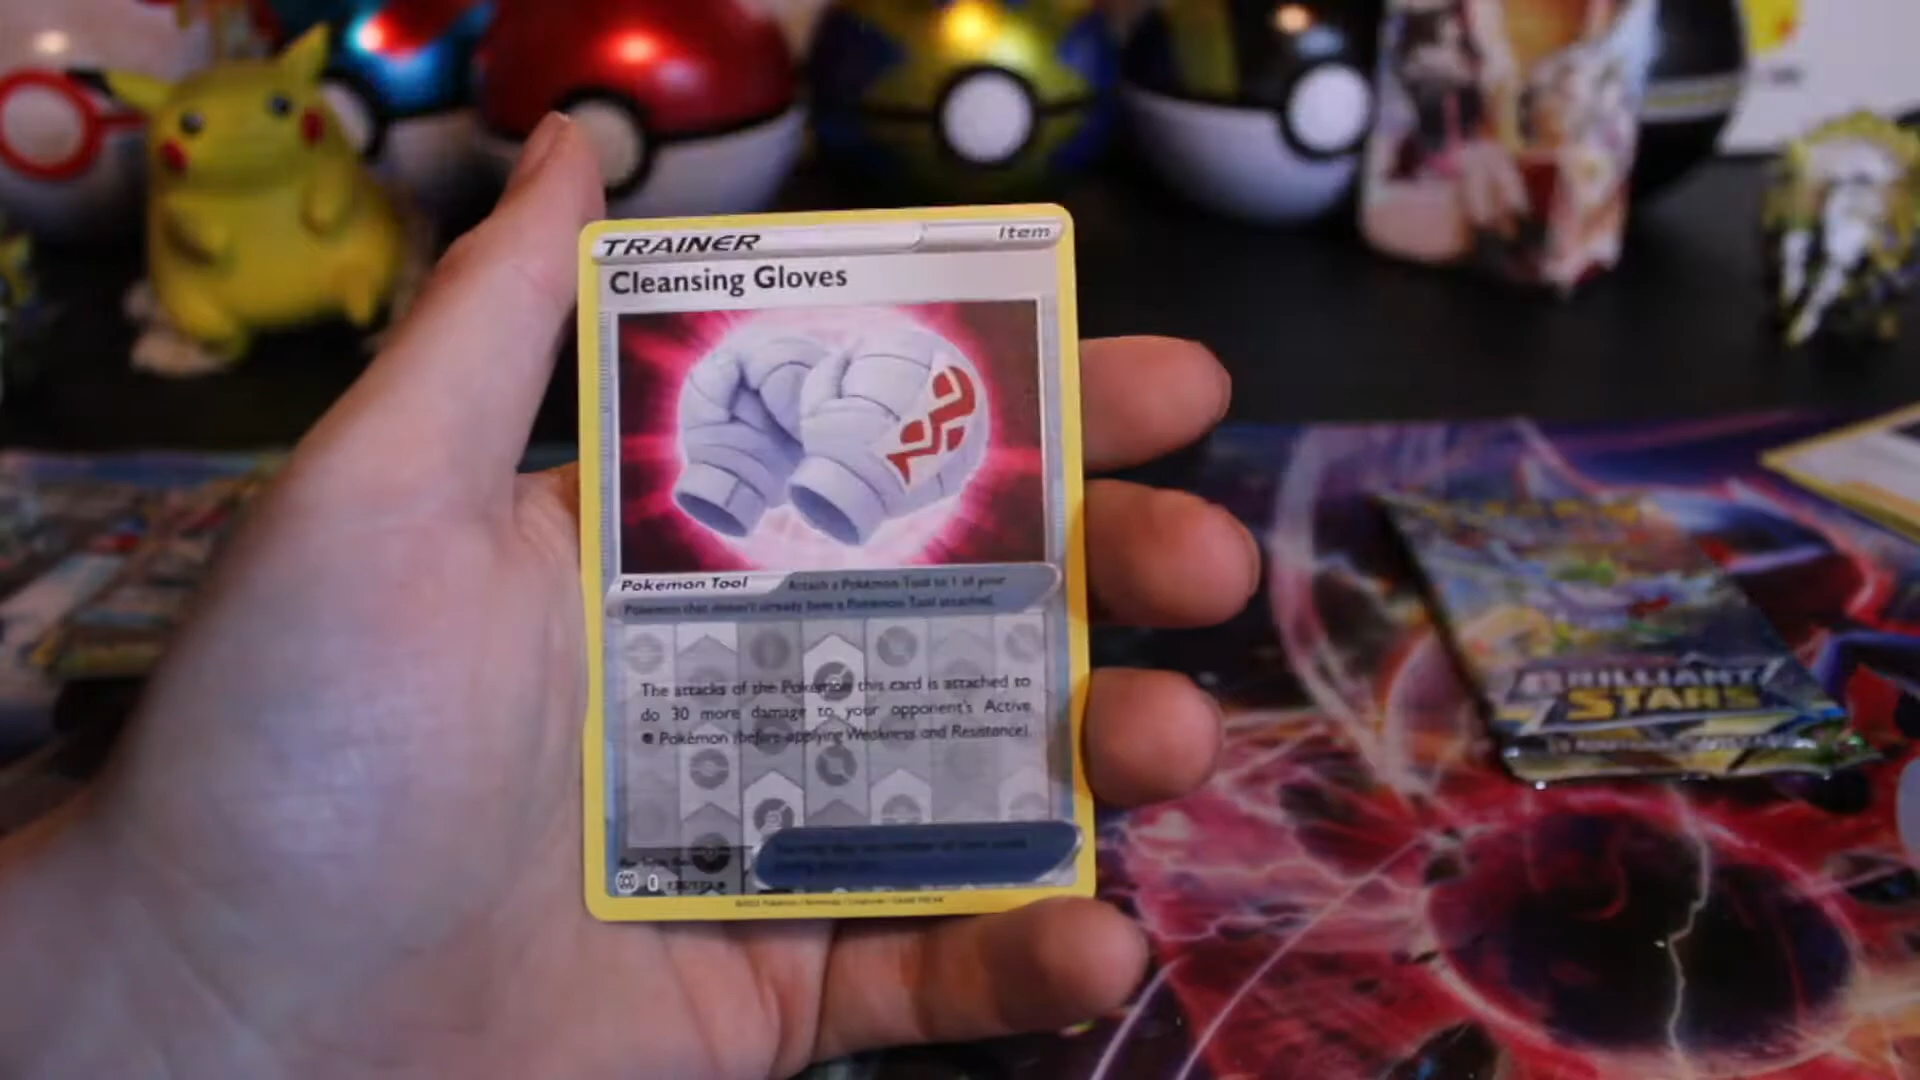 TRAINER
Item
Cleansing Gloves
Pokémon Tool
Attach a Pokémon Tool to 1 of your
Pokémon that doesn't already have a Pokémon Tool attached.
The attacks of the Pokémon this card is attached to
do 30 more damage to your opponent's Active
Pokémon (before applying Weakness and Resistance).
BRILLIANT
STARS